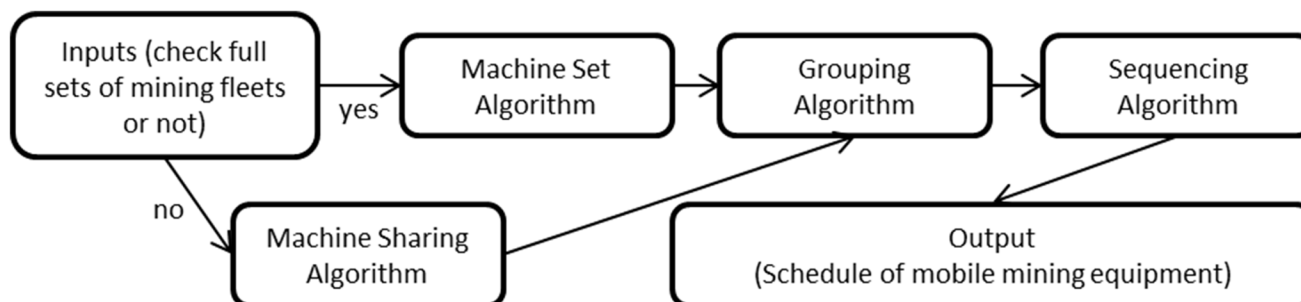 Inputs (check full
sets of mining fleets
or not)
yes
Machine Set
Algorithm
Grouping
Algorithm
Sequencing
Algorithm
no
Machine Sharing
Algorithm
Output
(Schedule of mobile mining equipment)